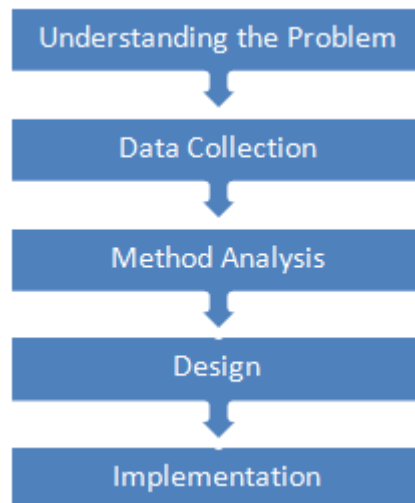 Understanding the Problem
Data Collection
Method Analysis
Design
Implementation